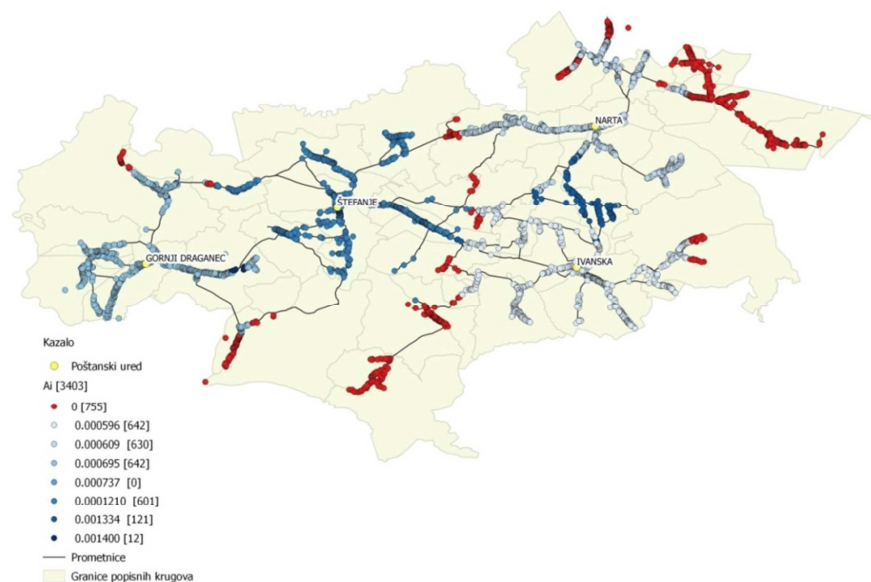 NARTA
ŠTEFANJE
GORNJI DRAGANEC
IVANSKA
Kazalo
Poštanski ured
Ai [3403]
0 [755]
0.000596 [642]
0.000609 [630]
0.000695 [642]
0.000737 [0]
0.0001210 [601]
0.001334 [121]
0.001400 [12]
Prometnice
Granice popisnih krugova